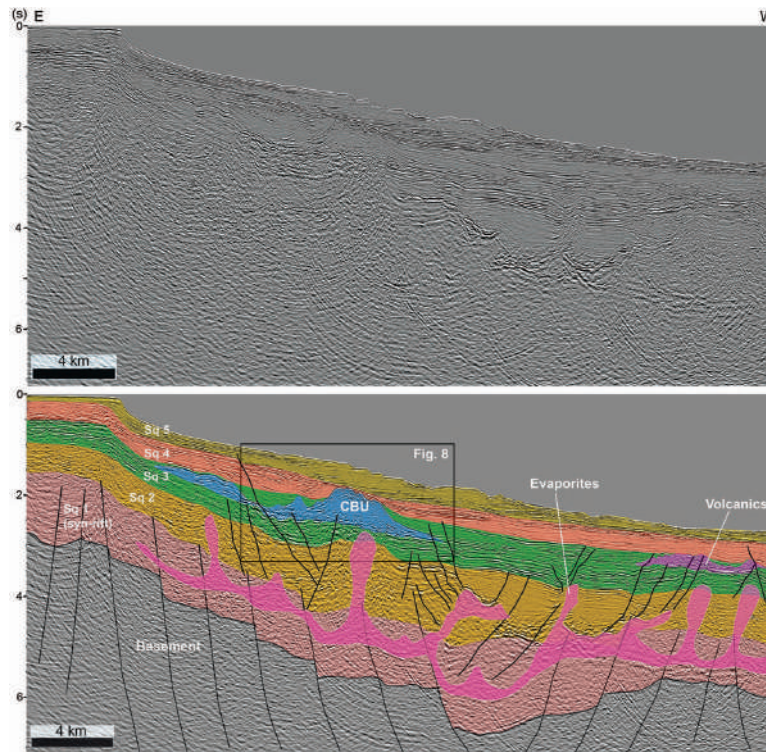 (s) E
0
2
4
6
4 km
0
Sq 5
Sq 4
Fig. 8
Sq 3
Evaporites
2
Sq 2
CBU
Volcanics
Sq 1
(syn-rift)
4
Basement
6
4 km